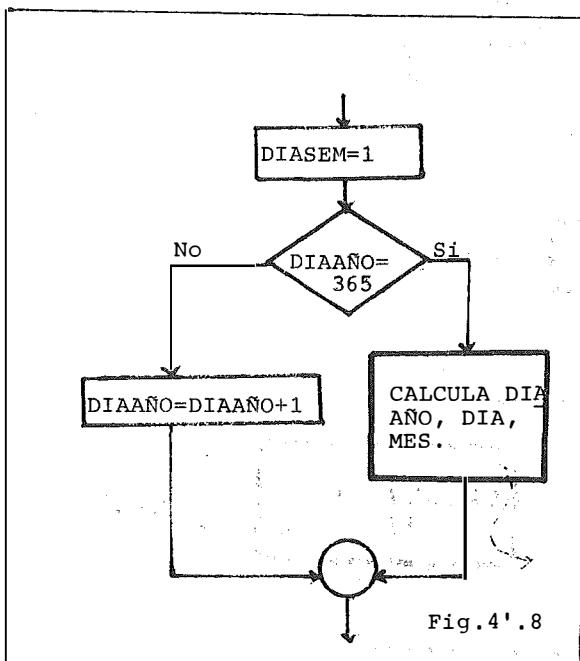 DIASEM=1
No
Si
DIAAÑO=
365
DIAAÑO=DIAAÑO+1
CALCULA DIA
AÑO, DIA,
MES.
Fig.4'.8